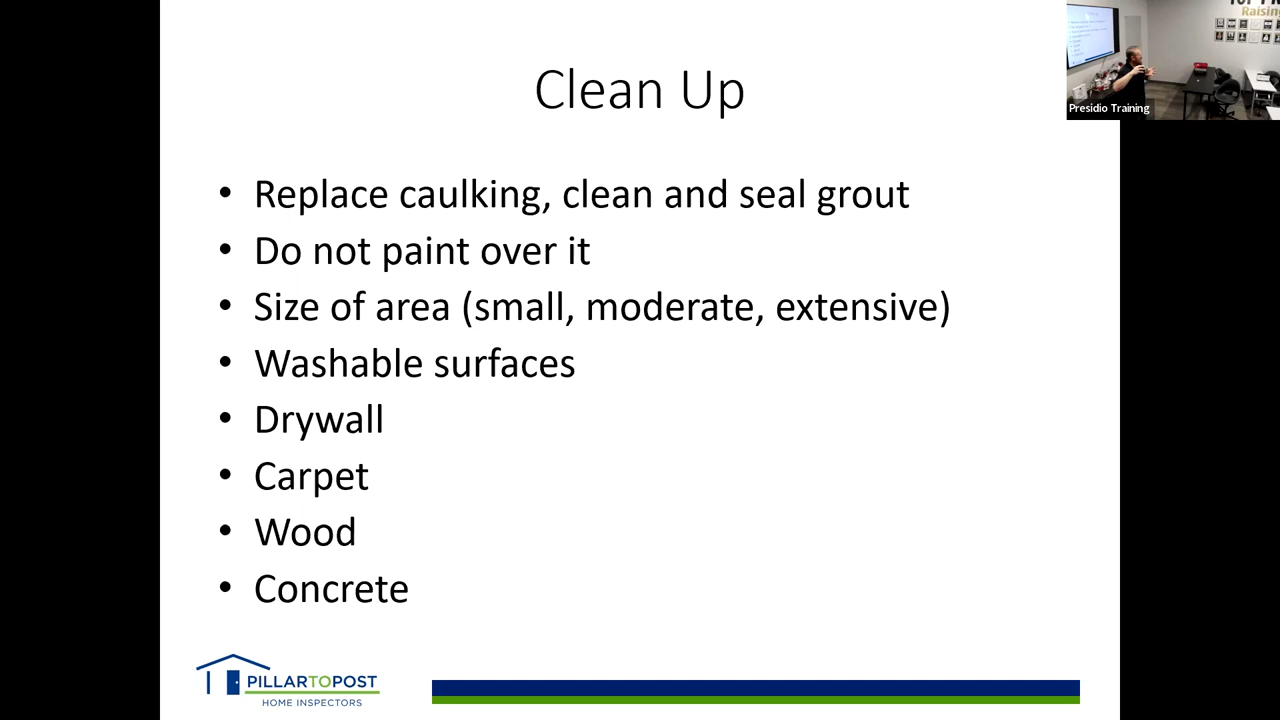 Clean Up
• Replace caulking, clean and seal grout
• Do not paint over it
• Size of area (small, moderate, extensive)
• Washable surfaces
• Drywall
• Carpet
• Wood
• Concrete
PILLARTOPOST
HOME INSPECTORS
Raising
Presidio Training